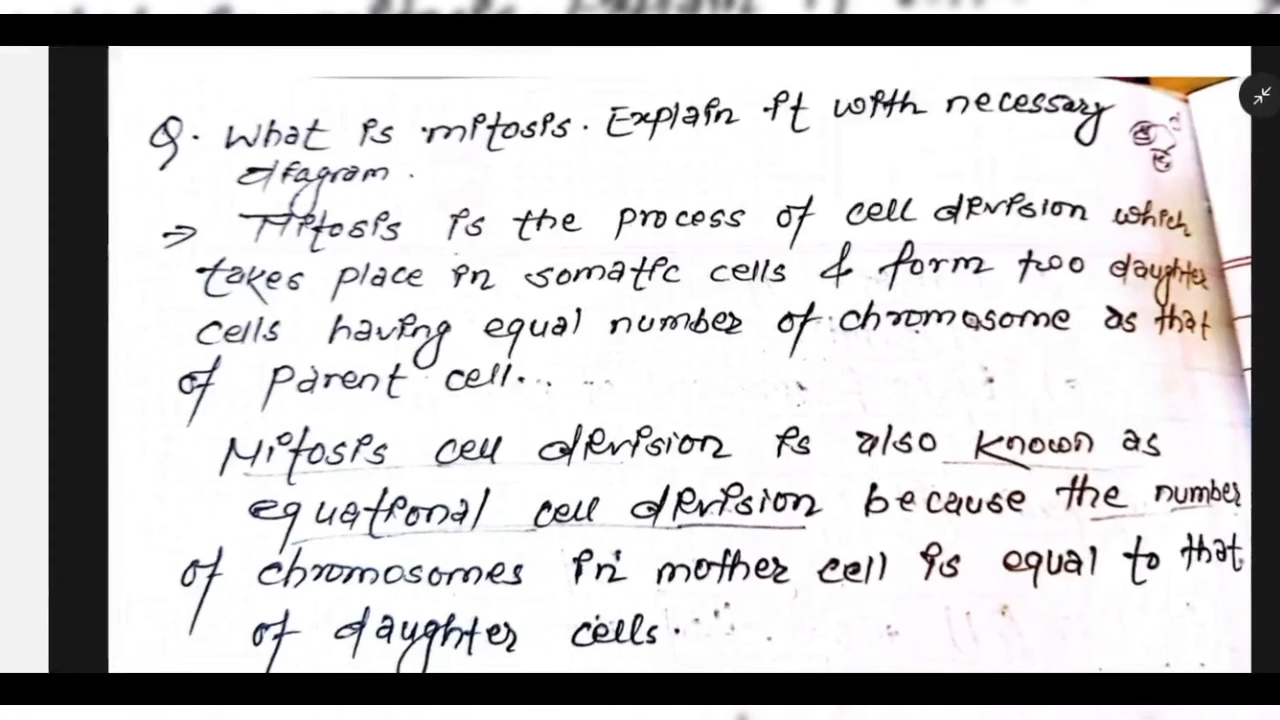 Q. What is mitosis. Explain it with necessary
diagram.
⇒ Mitosis is the process of cell devision which
takes place in somatic cells & form two daughter
cells having equal number of chromosome as that
of parent cell...
Mitosis cell devision is also known as
equational cell devision because the number
of chromosomes in mother cell is equal to that
of daughter cells.